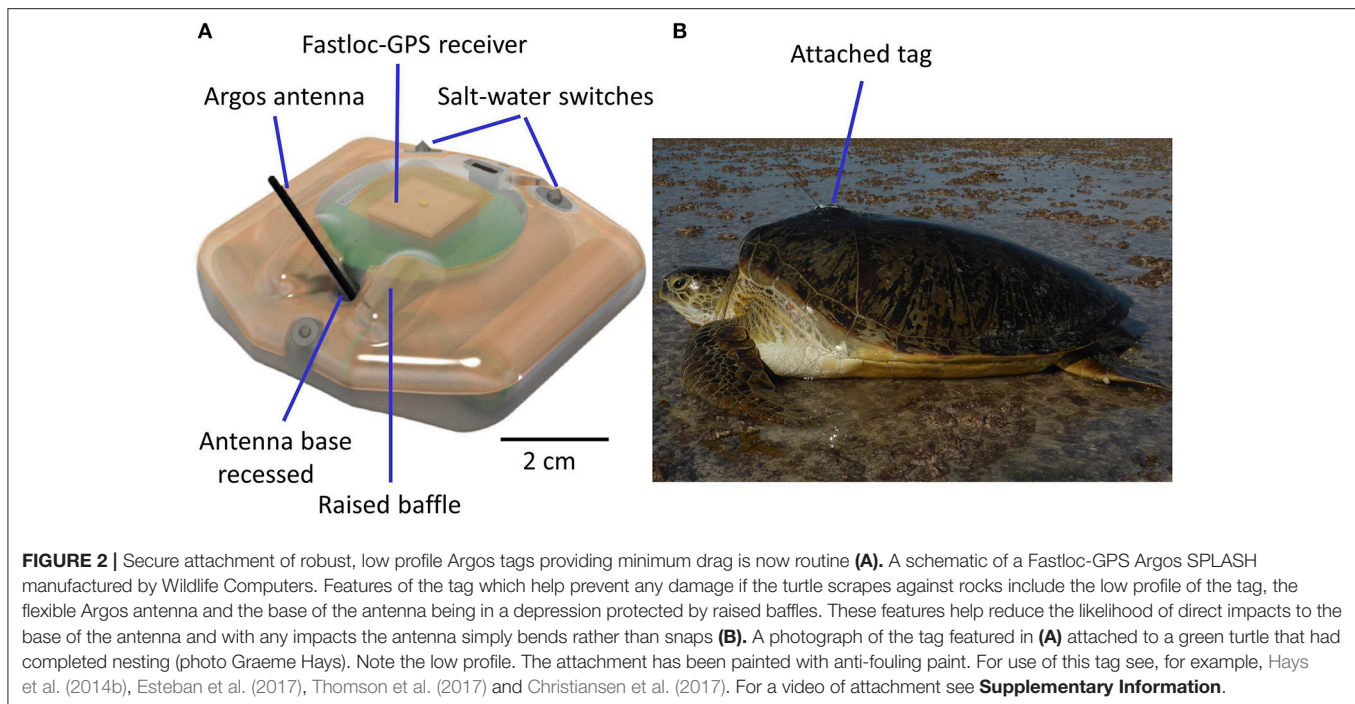 A
B
Fastloc-GPS receiver
Attached tag
Argos antenna
Salt-water switches
Antenna base
recessed
2 cm
Raised baffle
FIGURE 2 | Secure attachment of robust, low profile Argos tags providing minimum drag is now routine (A). A schematic of a Fastloc-GPS Argos SPLASH
manufactured by Wildlife Computers. Features of the tag which help prevent any damage if the turtle scrapes against rocks include the low profile of the tag, the
flexible Argos antenna and the base of the antenna being in a depression protected by raised baffles. These features help reduce the likelihood of direct impacts to the
base of the antenna and with any impacts the antenna simply bends rather than snaps (B). A photograph of the tag featured in (A) attached to a green turtle that had
completed nesting (photo Graeme Hays). Note the low profile. The attachment has been painted with anti-fouling paint. For use of this tag see, for example, Hays
et al. (2014b), Esteban et al. (2017), Thomson et al. (2017) and Christiansen et al. (2017). For a video of attachment see Supplementary Information.